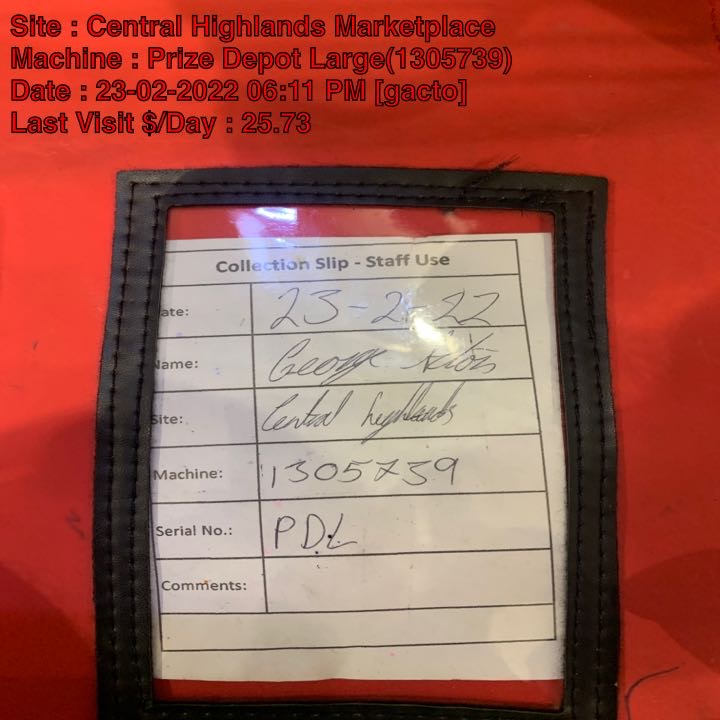 Site : Central Highlands Marketplace
Machine : Prize Depot Large(1305739)
Date : 23-02-2022 06:11 PM [gacto]
Last Visit $/Day : 25.73
Collection Slip - Staff Use
ate: 23-2-22
Name: George
Site: Central highlands
Machine: 1305739
Serial No.: PDL
Comments: